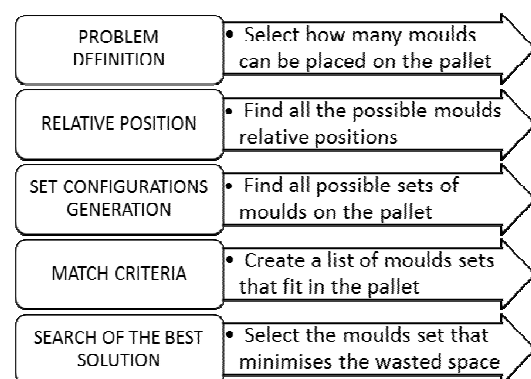 PROBLEM
DEFINITION
• Select how many moulds
can be placed on the pallet
RELATIVE POSITION
• Find all the possible moulds
relative positions
SET CONFIGURATIONS
GENERATION
• Find all possible sets of
moulds on the pallet
MATCH CRITERIA
• Create a list of moulds sets
that fit in the pallet
SEARCH OF THE BEST
SOLUTION
• Select the moulds set that
minimises the wasted space